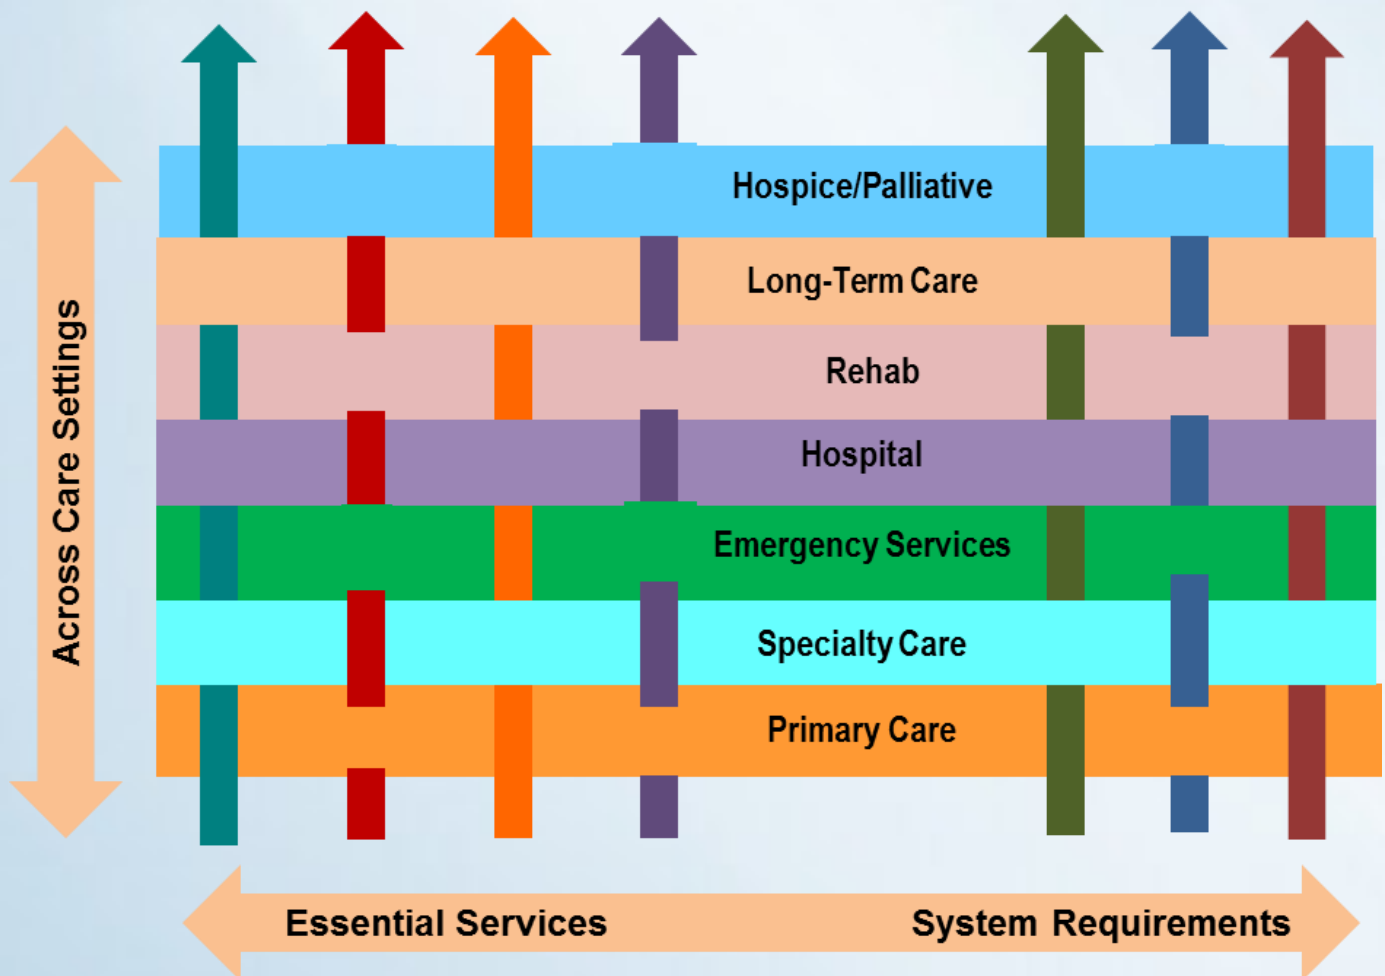 Hospice/Palliative
Long-Term Care
Rehab
Hospital
Emergency Services
Specialty Care
Primary Care
Across Care Settings
Essential Services
System Requirements